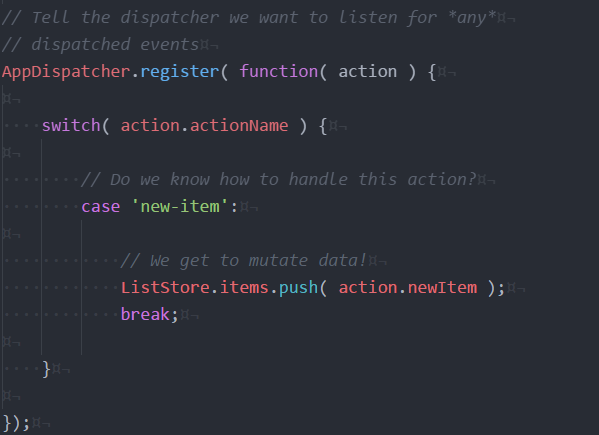 // Tell the dispatcher we want to listen for *any*¤¬
// dispatched events¤¬
AppDispatcher.register( function( action ) {¤¬
¤¬
····switch( action.actionName ) {¤¬
¤¬
········// Do we know how to handle this action?¤¬
········case 'new-item':¤¬
¤¬
············// We get to mutate data!¤¬
············ListStore.items.push( action.newItem );¤¬
············break;¤¬
¤¬
····}¤¬
¤¬
});¤¬